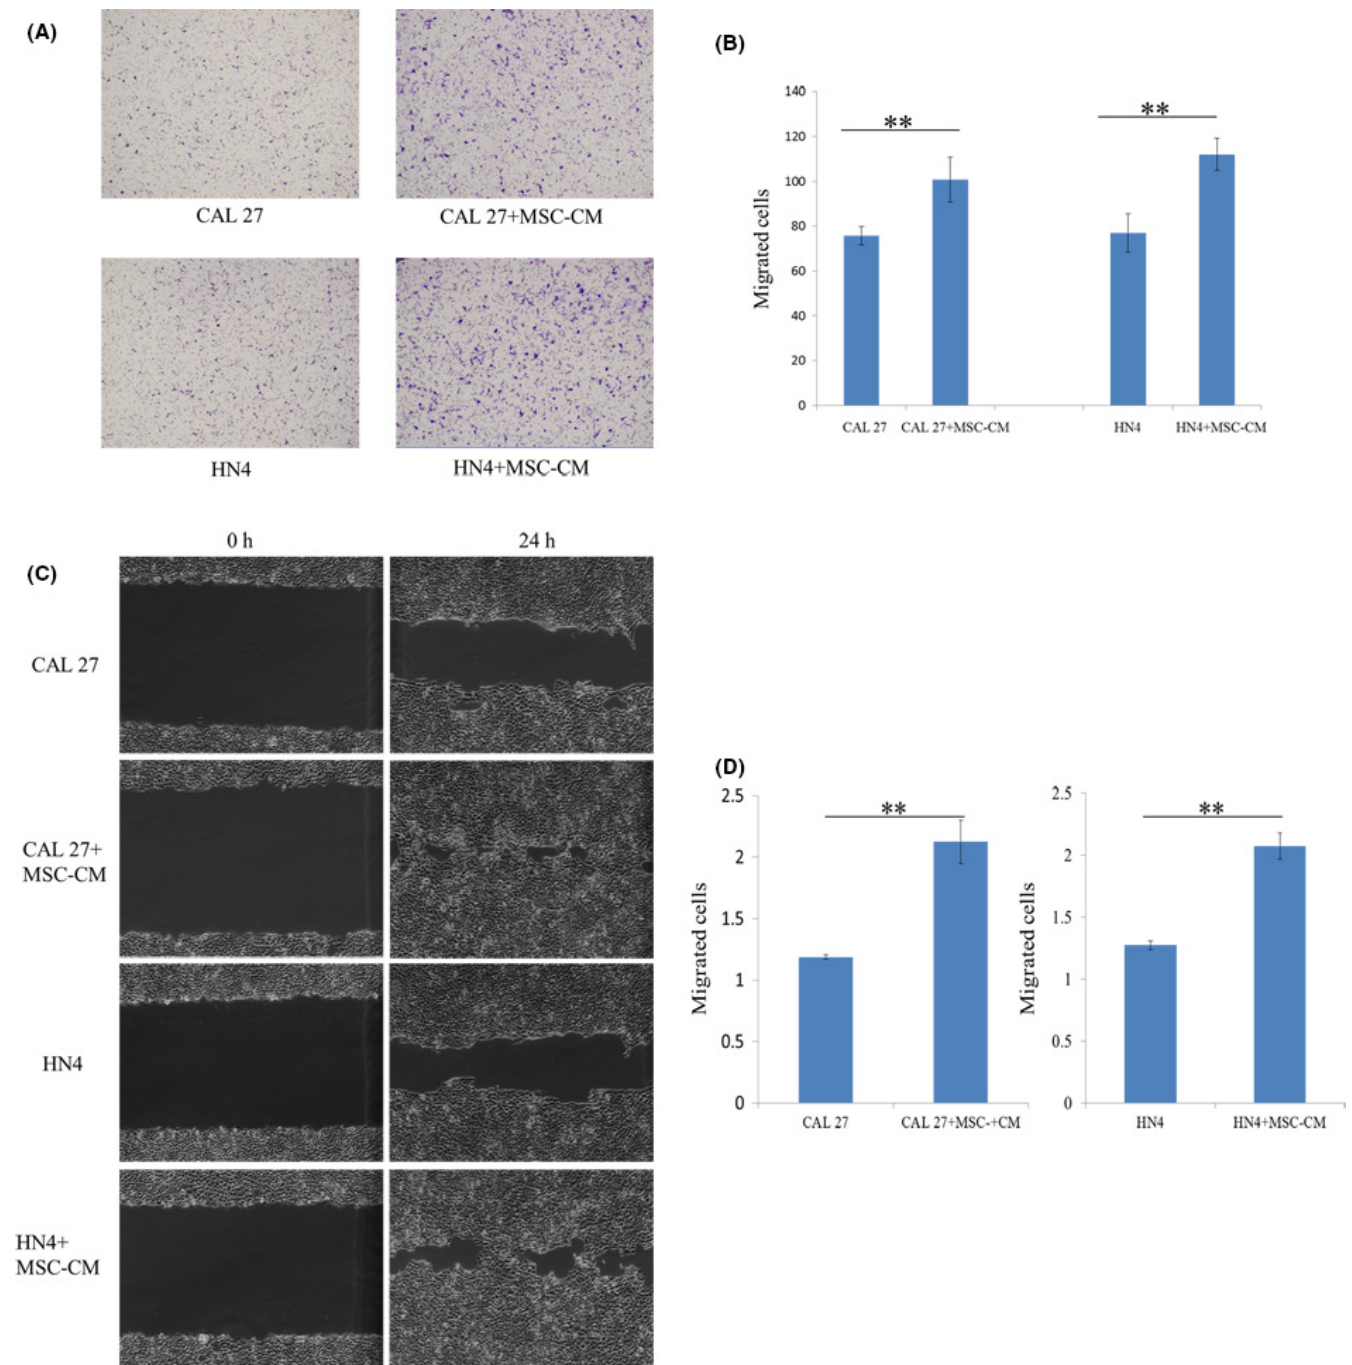 (A)
CAL 27
CAL 27+MSC-CM
HN4
HN4+MSC-CM
(B)
Migrated cells
140
120
100
80
60
40
20
0
**
**
CAL 27
CAL 27+MSC-CM
HN4
HN4+MSC-CM
(C)
0 h
24 h
CAL 27
CAL 27+
MSC-CM
HN4
HN4+
MSC-CM
(D)
Migrated cells
2.5
2
1.5
1
0.5
0
**
CAL 27
CAL 27+MSC-+CM
Migrated cells
2.5
2
1.5
1
0.5
0
**
HN4
HN4+MSC-CM